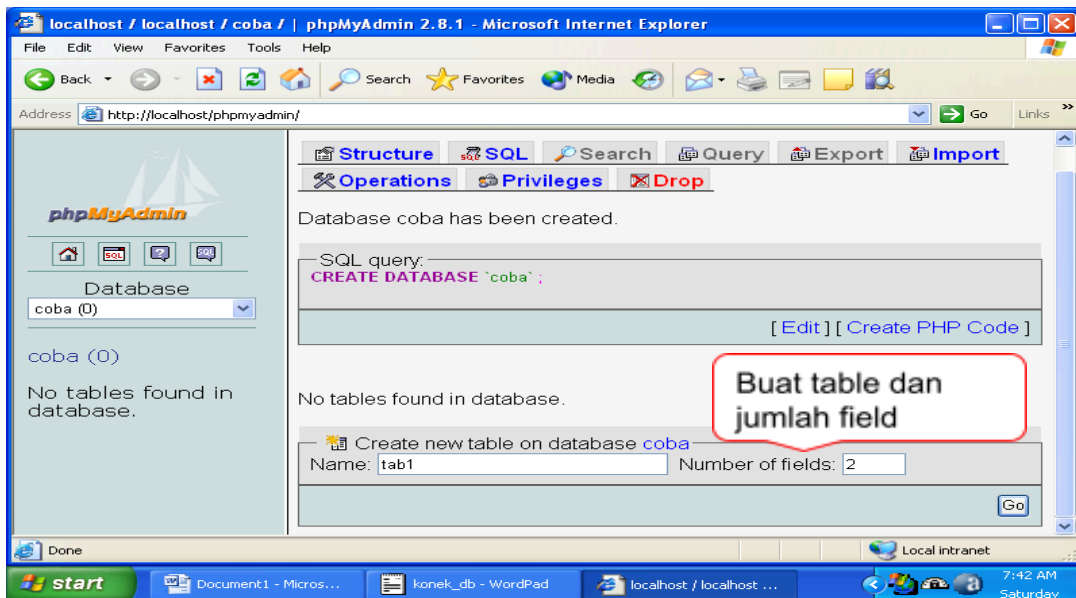 localhost / localhost / coba / | phpMyAdmin 2.8.1 - Microsoft Internet Explorer
File Edit View Favorites Tools Help
Back Search Favorites Media
Address http://localhost/phpmyadmin/ Go Links »
phpMyAdmin
SQL
SQL
Database
coba (0)
coba (0)
No tables found in
database.
Structure SQL Search Query Export Import
Operations Privileges Drop
Database coba has been created.
SQL query:
CREATE DATABASE `coba` ;
[ Edit ] [ Create PHP Code ]
Buat table dan
jumlah field
No tables found in database.
Create new table on database coba
Name: tab1 Number of fields: 2
Go
Done Local intranet
start Document1 - Micros... konek_db - WordPad localhost / localhost ... 7:42 AM
Saturday